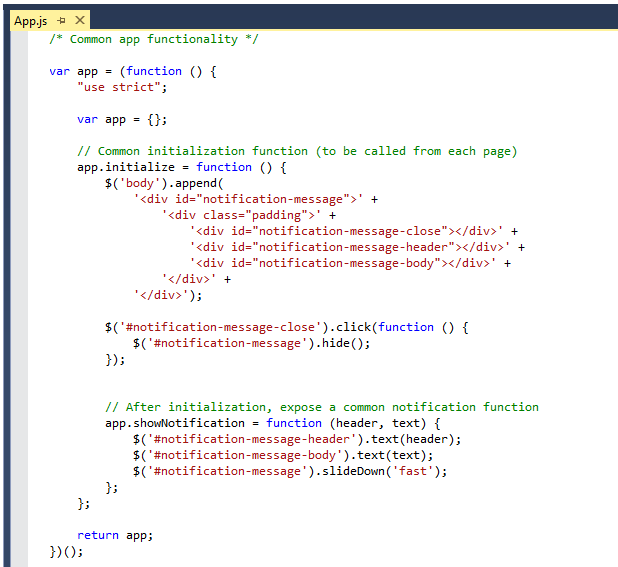 App.js
/* Common app functionality */
var app = (function () {
"use strict";
var app = {};
// Common initialization function (to be called from each page)
app.initialize = function () {
$('body').append(
'<div id="notification-message">' +
'<div class="padding">' +
'<div id="notification-message-close"></div>' +
'<div id="notification-message-header"></div>' +
'<div id="notification-message-body"></div>' +
'</div>' +
'</div>');
$('#notification-message-close').click(function () {
$('#notification-message').hide();
});
// After initialization, expose a common notification function
app.showNotification = function (header, text) {
$('#notification-message-header').text(header);
$('#notification-message-body').text(text);
$('#notification-message').slideDown('fast');
};
};
return app;
})();